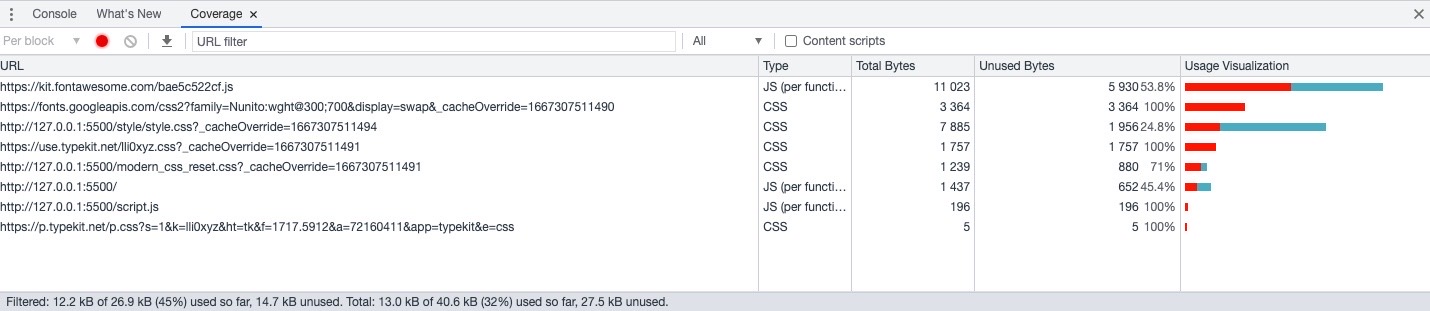 Console What's New Coverage ×
Per block URL filter All Content scripts
URL Type Total Bytes Unused Bytes Usage Visualization
https://kit.fontawesome.com/bae5c522cf.js JS (per functi... 11 023 5 930 53.8%
https://fonts.googleapis.com/css2?family=Nunito:wght@300;700&display=swap&_cacheOverride=1667307511490 CSS 3 364 3 364 100%
http://127.0.0.1:5500/style/style.css?_cacheOverride=1667307511494 CSS 7 885 1 956 24.8%
https://use.typekit.net/lli0xyz.css?_cacheOverride=1667307511491 CSS 1 757 1 757 100%
http://127.0.0.1:5500/modern_css_reset.css?_cacheOverride=1667307511491 CSS 1 239 880 71%
http://127.0.0.1:5500/ JS (per functi... 1 437 652 45.4%
http://127.0.0.1:5500/script.js JS (per functi... 196 196 100%
https://p.typekit.net/p.css?s=1&k=lli0xyz&ht=tk&f=1717.5912&a=72160411&app=typekit&e=css CSS 5 5 100%
Filtered: 12.2 kB of 26.9 kB (45%) used so far, 14.7 kB unused. Total: 13.0 kB of 40.6 kB (32%) used so far, 27.5 kB unused.